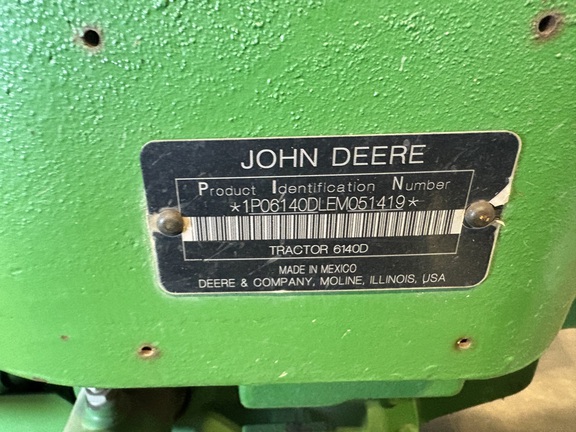 JOHN DEERE
Product Identification Number
*1P06140DLEM051419*
TRACTOR 6140D
MADE IN MEXICO
DEERE & COMPANY, MOLINE, ILLINOIS, USA